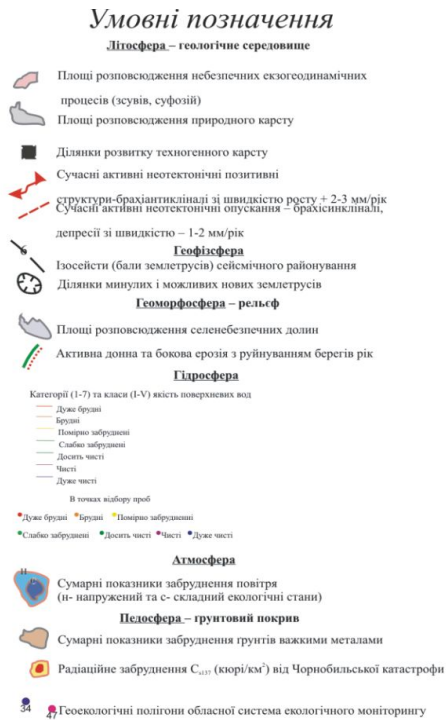 Умовні позначення
Літосфера – геологічне середовище
Площі розповсюдження небезпечних екзогеодинамічних
процесів (зсувів, суфозій)
Площі розповсюдження природного карсту
Ділянки розвитку техногенного карсту
Сучасні активні неотектонічні позитивні
структури-брахіантикліналі зі швидкістю росту + 2-3 мм/рік
Сучасні активні неотектонічні опускання – брахісинкліналі,
депресії зі швидкістю – 1-2 мм/рік
Геофізсфера
Ізосейсти (бали землетрусів) сейсмічного районування
Ділянки минулих і можливих нових землетрусів
Геоморфосфера – рельєф
Площі розповсюдження селенебезпечних долин
Активна донна та бокова ерозія з руйнуванням берегів рік
Гідросфера
Категорії (1-7) та класи (I-V) якість поверхневих вод
Дуже брудні
Брудні
Помірно забруднені
Слабко забруднені
Досить чисті
Чисті
Дуже чисті
В точках відбору проб
Дуже брудні Брудні Помірно забрудненні
Слабко забруднені Досить чисті Чисті Дуже чисті
Атмосфера
Н
Сумарні показники забруднення повітря
(н- напружений та с- складний екологічні стани)
Педосфера – ґрунтовий покрив
Сумарні показники забруднення ґрунтів важкими металами
Радіаційне забруднення Cs137 (кюрі/км²) від Чорнобильської катастрофи
34 47 Геоекологічні полігони обласної система екологічного моніторингу